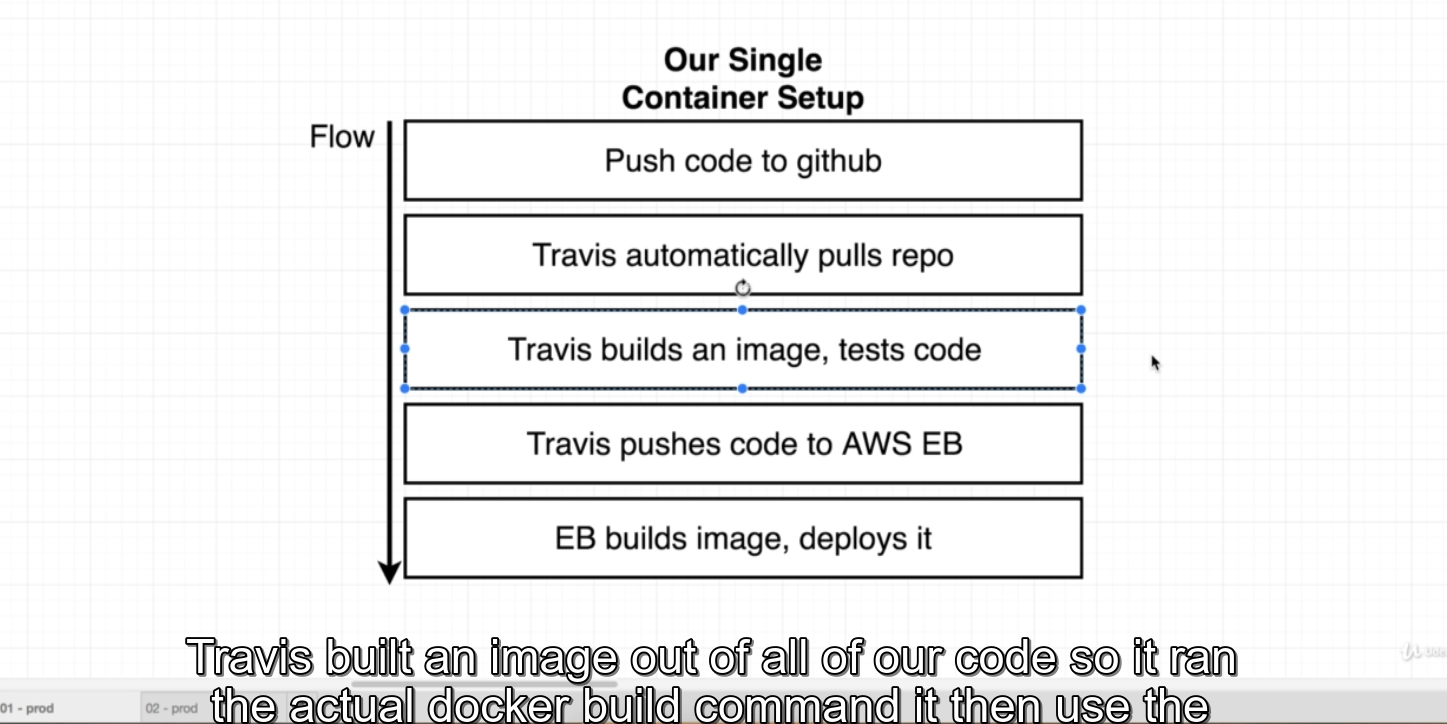 Our Single
Container Setup
Flow
Push code to github
Travis automatically pulls repo
Travis builds an image, tests code
Travis pushes code to AWS EB
EB builds image, deploys it
Travis built an image out of all of our code so it ran
the actual docker build command it then use the
01 - prod
02 - prod